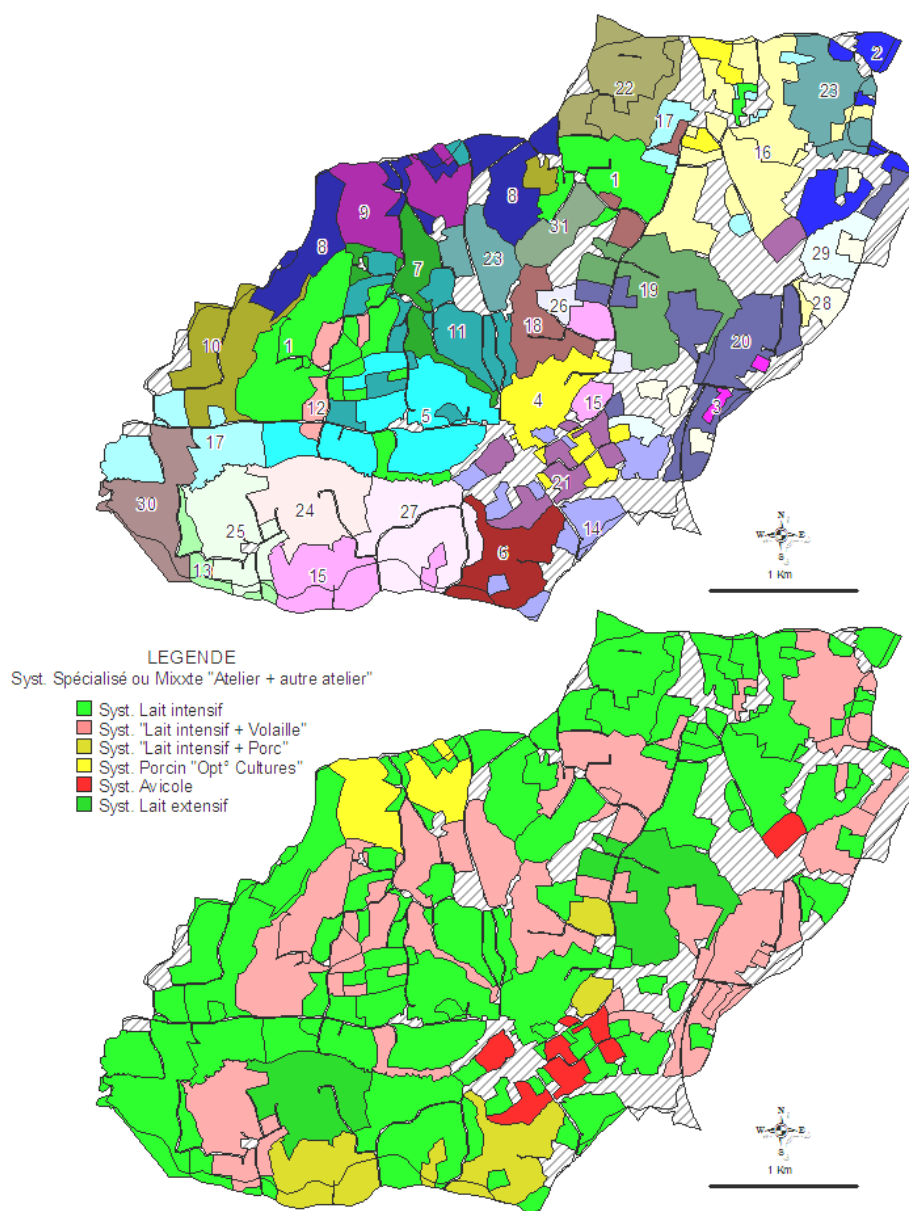 2
22
23
17
16
8
1
9
31
8
23
7
29
19
26
28
10
1
11
18
20
12
4
15
3
5
17
21
30
24
27
14
25
6
13
15
N
W E
S
1 Km
LEGENDE
Syst. Spécialisé ou Mixxte "Atelier + autre atelier"
Syst. Lait intensif
Syst. "Lait intensif + Volaille"
Syst. "Lait intensif + Porc"
Syst. Porcin "Opt° Cultures"
Syst. Avicole
Syst. Lait extensif
N
W E
S
1 Km